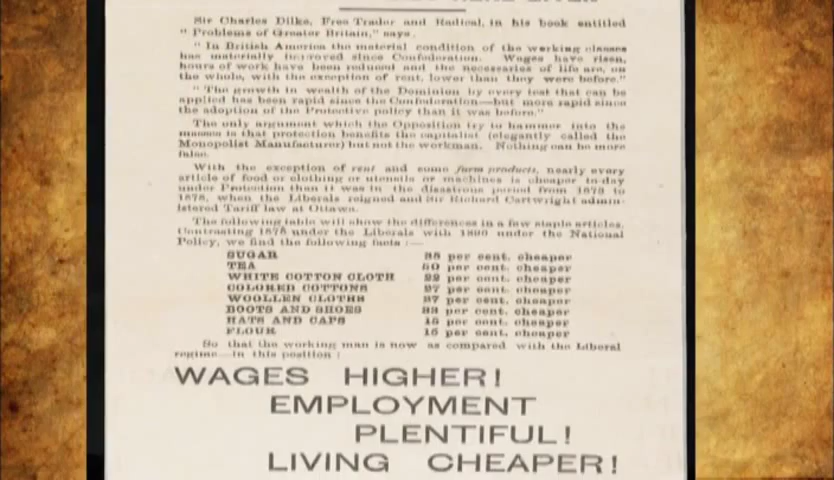 Sir Charles Dilke, Free Trader and Radical, in his book entitled
"Problems of Greater Britain," says.
"In British America the material condition of the working classes
has materially improved since Confederation. Wages have risen,
hours of work have been reduced and the necessaries of life are, on
the whole, with the exception of rent, lower than they were before."
"The growth in wealth of the Dominion by every test that can be
applied has been rapid since the Confederation—but more rapid since
the adoption of the Protective policy than it was before."
The only argument which the Opposition try to hammer into the
masses is that protection benefits the capitalist (elegantly called the
Monopolist Manufacturer) but not the workman. Nothing can be more
false.
With the exception of rent and some farm products, nearly every
article of food or clothing or utensils or machines is cheaper to-day
under Protection than it was in the disastrous period from 1873 to
1878, when the Liberals reigned and Sir Richard Cartwright admin-
istered Tariff law at Ottawa.
The following table will show the differences in a few staple articles.
Contrasting 1878 under the Liberals with 1890 under the National
Policy, we find the following facts :—
SUGAR per cent. cheaper
TEA 50 per cent. cheaper
WHITE COTTON CLOTH 22 per cent. cheaper
COLORED COTTONS 27 per cent. cheaper
WOOLLEN CLOTHS 27 per cent. cheaper
BOOTS AND SHOES per cent. cheaper
HATS AND CAPS 15 per cent. cheaper
FLOUR 15 per cent. cheaper
So that the working man is now as compared with the Liberal
regime in this position :
WAGES HIGHER!
EMPLOYMENT
PLENTIFUL!
LIVING CHEAPER!